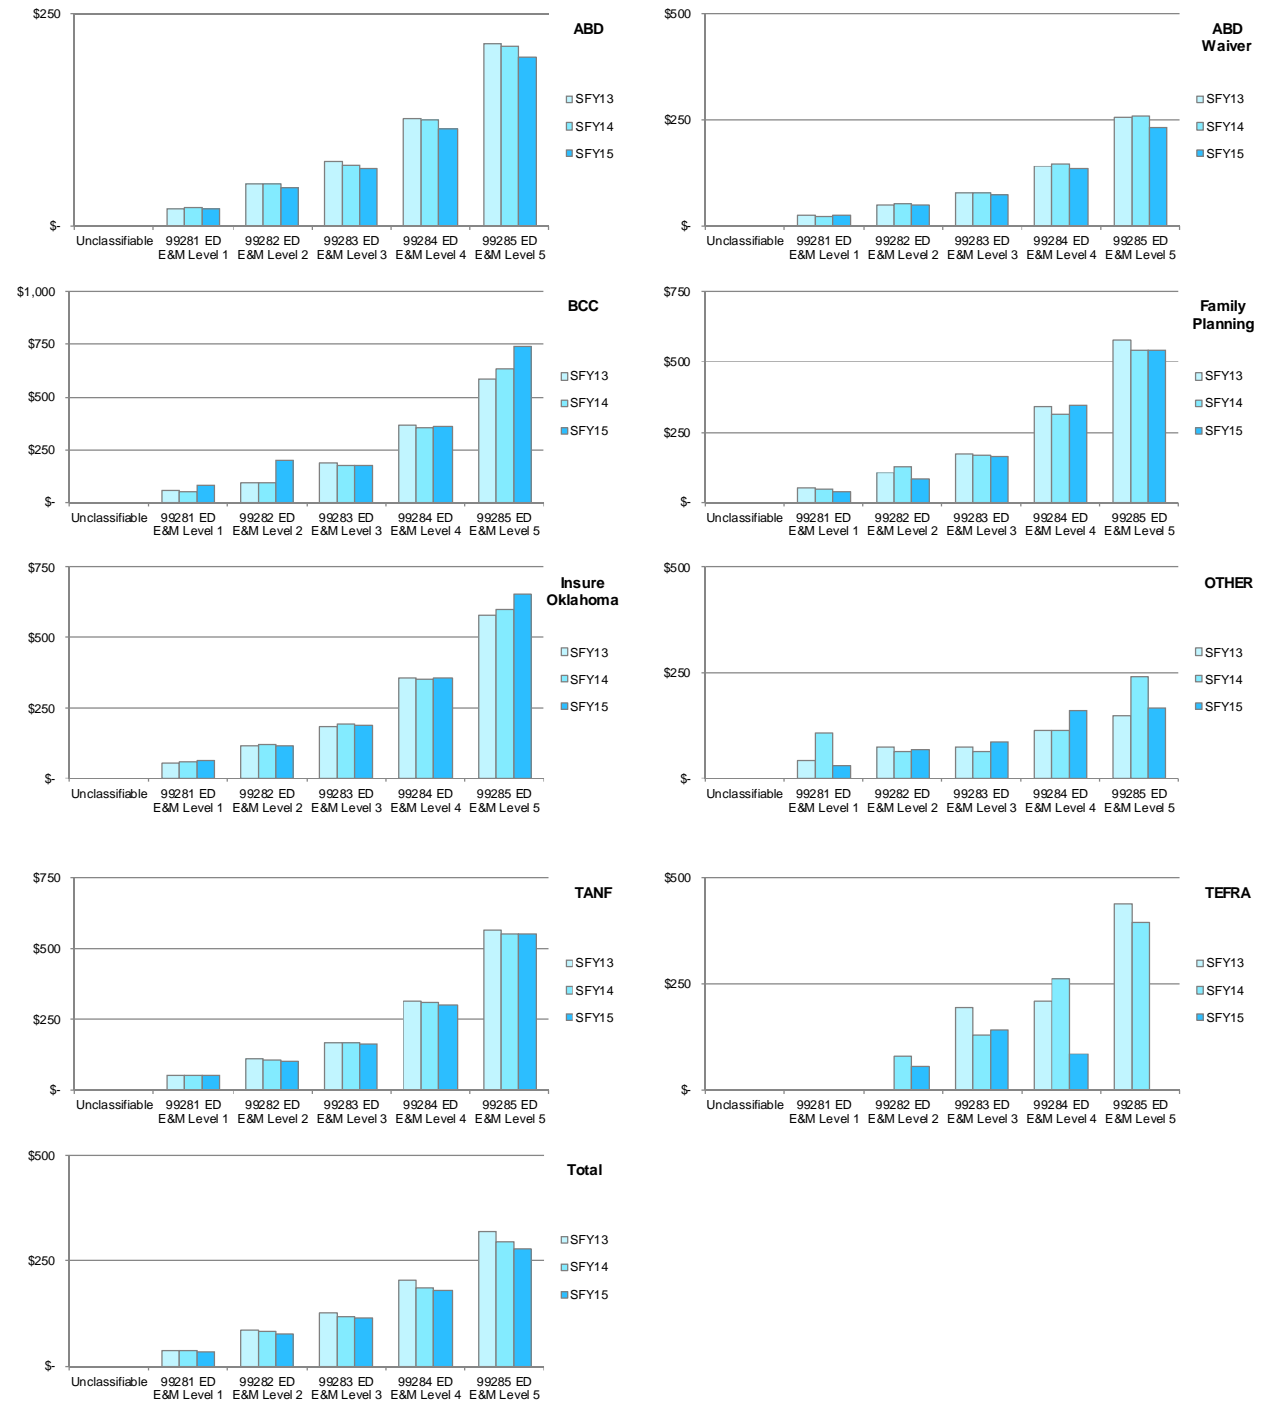 $250
ABD
SFY13
SFY14
SFY15
$-
Unclassifiable 99281 ED 99282 ED 99283 ED 99284 ED 99285 ED
E&M Level 1 E&M Level 2 E&M Level 3 E&M Level 4 E&M Level 5
$500
ABD
Waiver
SFY13
$250
SFY14
SFY15
$-
Unclassifiable 99281 ED 99282 ED 99283 ED 99284 ED 99285 ED
E&M Level 1 E&M Level 2 E&M Level 3 E&M Level 4 E&M Level 5
$1,000
BCC
$750
SFY13
$500
SFY14
SFY15
$250
$-
Unclassifiable 99281 ED 99282 ED 99283 ED 99284 ED 99285 ED
E&M Level 1 E&M Level 2 E&M Level 3 E&M Level 4 E&M Level 5
$750
Family
Planning
$500
SFY13
SFY14
$250
SFY15
$-
Unclassifiable 99281 ED 99282 ED 99283 ED 99284 ED 99285 ED
E&M Level 1 E&M Level 2 E&M Level 3 E&M Level 4 E&M Level 5
$750
Insure
Oklahoma
$500
SFY13
SFY14
$250
SFY15
$-
Unclassifiable 99281 ED 99282 ED 99283 ED 99284 ED 99285 ED
E&M Level 1 E&M Level 2 E&M Level 3 E&M Level 4 E&M Level 5
$500
OTHER
SFY13
$250
SFY14
SFY15
$-
Unclassifiable 99281 ED 99282 ED 99283 ED 99284 ED 99285 ED
E&M Level 1 E&M Level 2 E&M Level 3 E&M Level 4 E&M Level 5
$750
TANF
$500
SFY13
SFY14
$250
SFY15
$-
Unclassifiable 99281 ED 99282 ED 99283 ED 99284 ED 99285 ED
E&M Level 1 E&M Level 2 E&M Level 3 E&M Level 4 E&M Level 5
$500
TEFRA
SFY13
$250
SFY14
SFY15
$-
Unclassifiable 99281 ED 99282 ED 99283 ED 99284 ED 99285 ED
E&M Level 1 E&M Level 2 E&M Level 3 E&M Level 4 E&M Level 5
$500
Total
SFY13
$250
SFY14
SFY15
$-
Unclassifiable 99281 ED 99282 ED 99283 ED 99284 ED 99285 ED
E&M Level 1 E&M Level 2 E&M Level 3 E&M Level 4 E&M Level 5